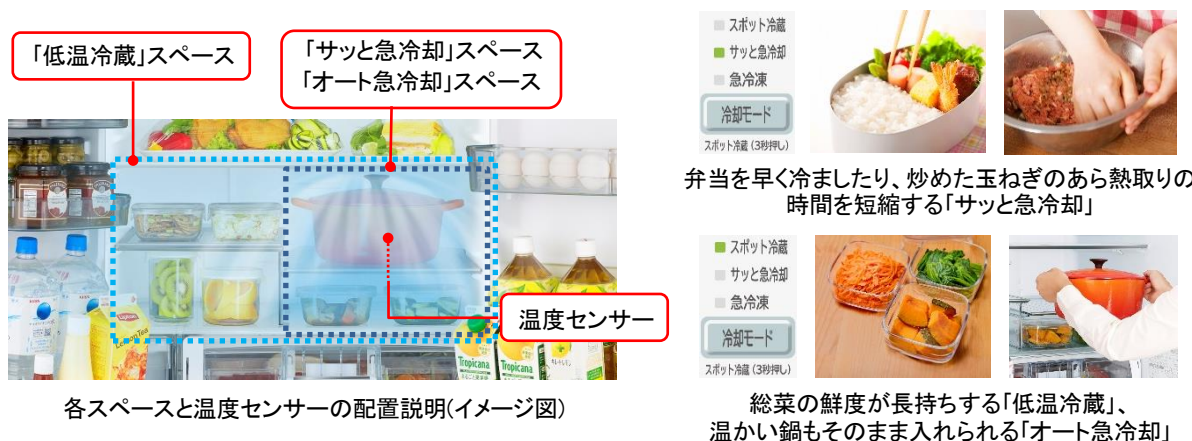 「低温冷蔵」スペース
「サッと急冷却」スペース
「オート急冷却」スペース
温度センサー
Lipton
Lemon Tea
Tropicana
Tropicana
各スペースと温度センサーの配置説明(イメージ図)
スポット冷蔵
サッと急冷却
急冷凍
冷却モード
スポット冷蔵(3秒押し)
弁当を早く冷ましたり、炒めた玉ねぎのあら熱取りの
時間を短縮する「サッと急冷却」
スポット冷蔵
サッと急冷却
急冷凍
冷却モード
スポット冷蔵(3秒押し)
総菜の鮮度が長持ちする「低温冷蔵」、
温かい鍋もそのまま入れられる「オート急冷却」